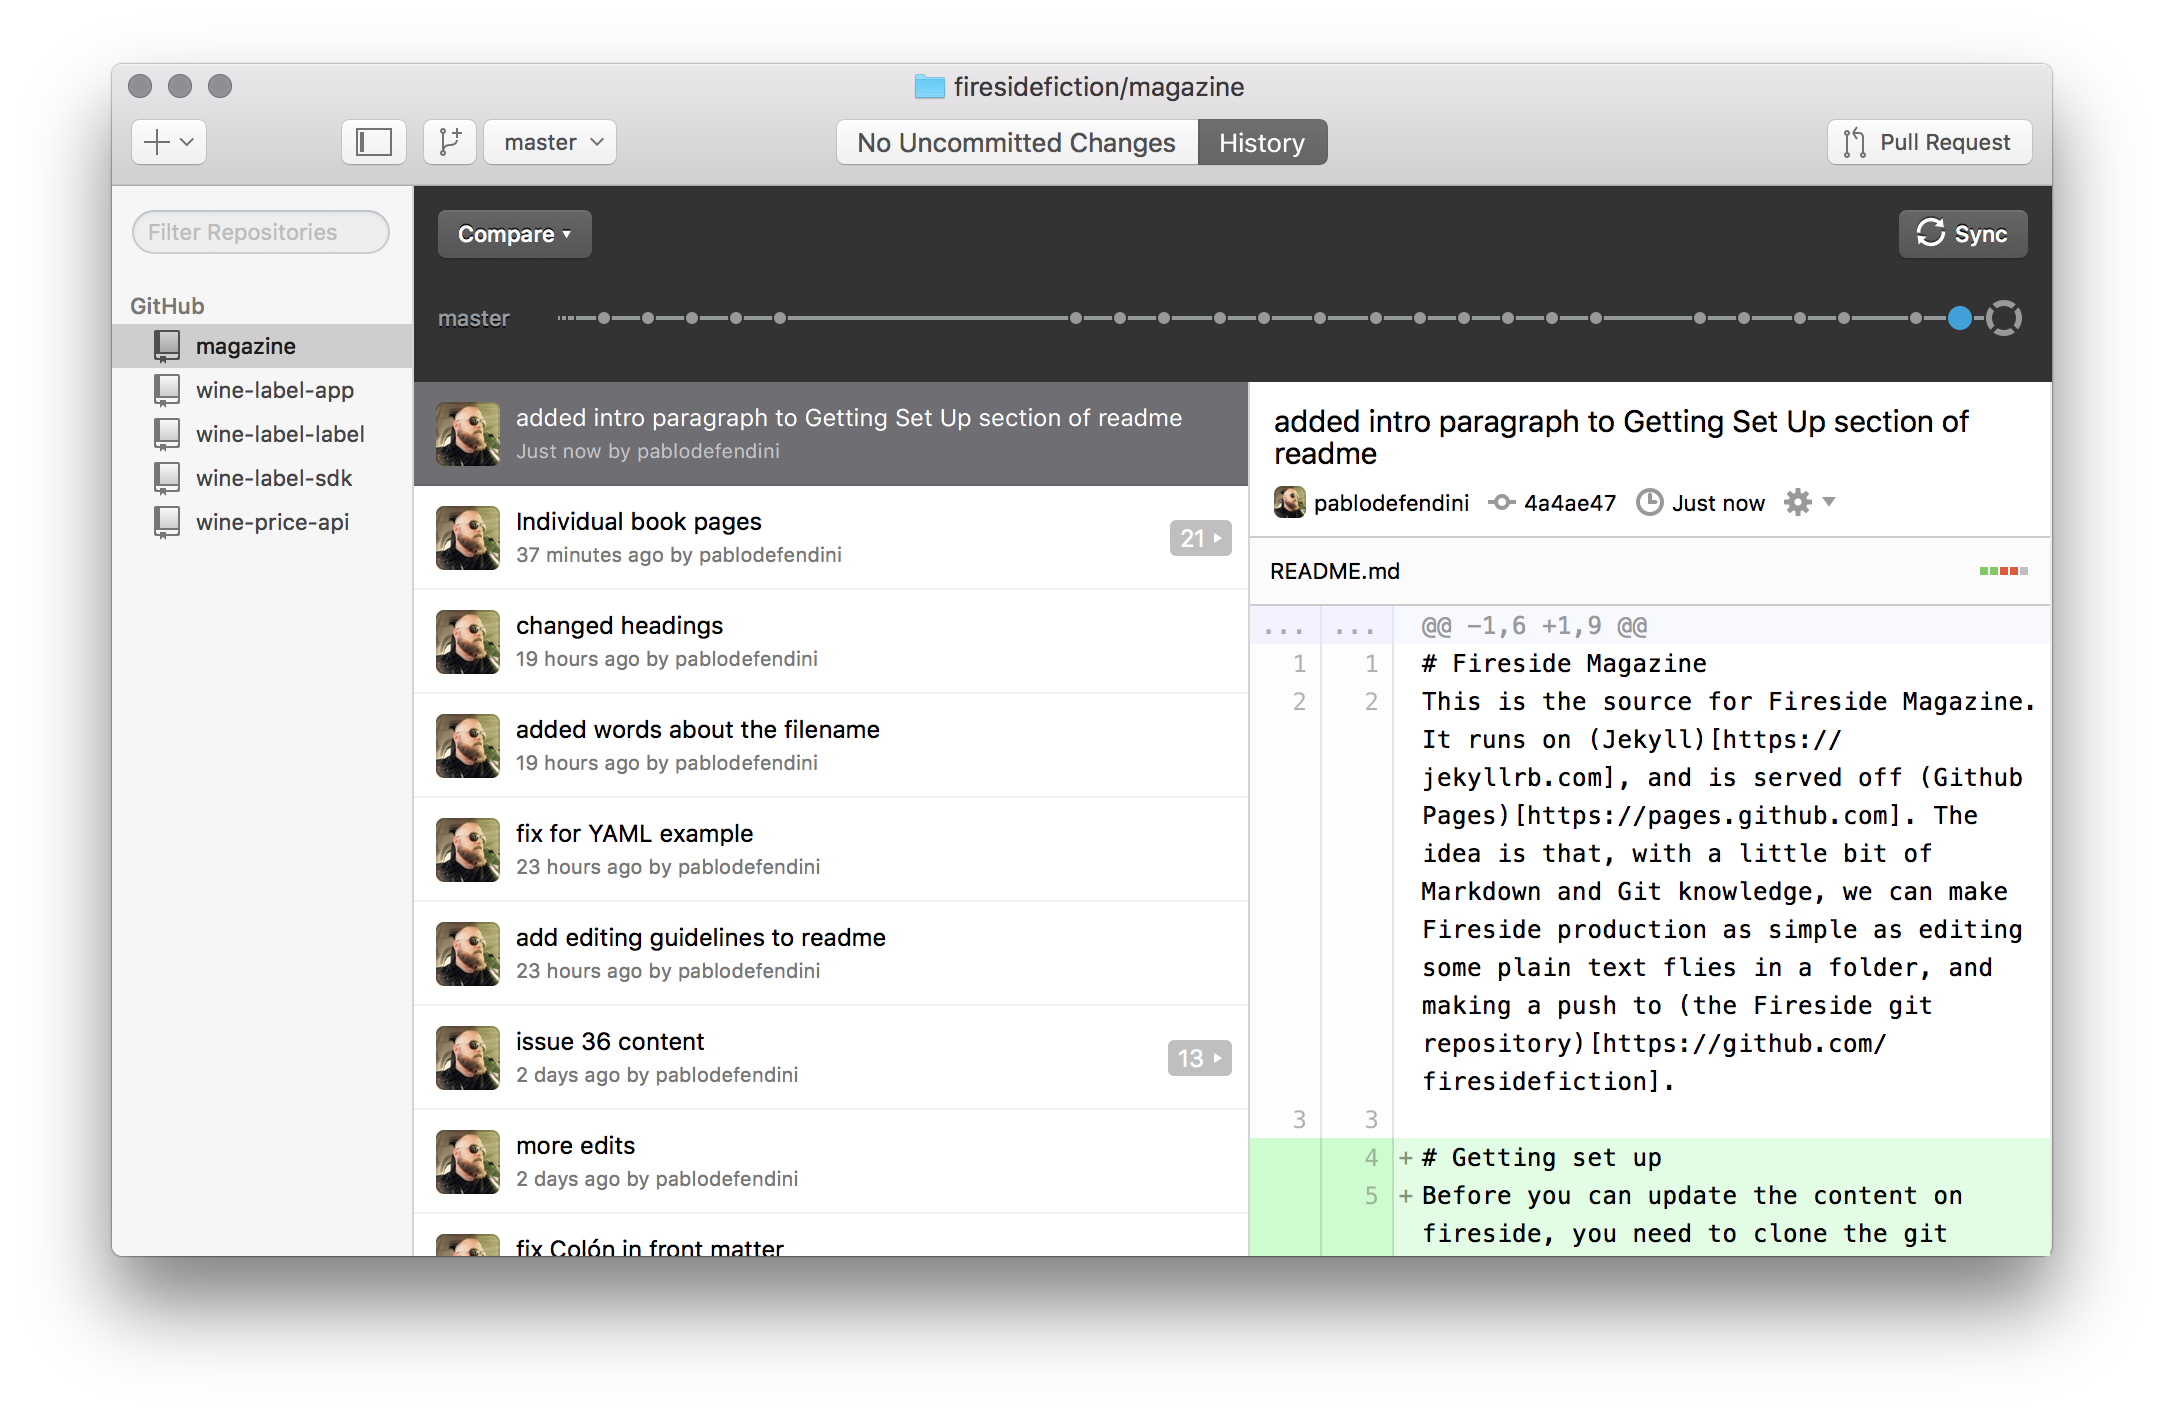 firesidefiction/magazine
master
No Uncommitted Changes
History
Pull Request
Filter Repositories
GitHub
magazine
wine-label-app
wine-label-label
wine-label-sdk
wine-price-api
Compare
Sync
master
added intro paragraph to Getting Set Up section of readme
Just now by pablodefendini
Individual book pages
37 minutes ago by pablodefendini
21
changed headings
19 hours ago by pablodefendini
added words about the filename
19 hours ago by pablodefendini
fix for YAML example
23 hours ago by pablodefendini
add editing guidelines to readme
23 hours ago by pablodefendini
issue 36 content
2 days ago by pablodefendini
13
more edits
2 days ago by pablodefendini
fix Colón in front matter
added intro paragraph to Getting Set Up section of
readme
pablodefendini 4a4ae47 Just now
README.md
... ... @@ -1,6 +1,9 @@
1 1 # Fireside Magazine
2 2 This is the source for Fireside Magazine.
It runs on (Jekyll)[https://
jekyllrb.com], and is served off (Github
Pages)[https://pages.github.com]. The
idea is that, with a little bit of
Markdown and Git knowledge, we can make
Fireside production as simple as editing
some plain text flies in a folder, and
making a push to (the Fireside git
repository)[https://github.com/
firesidefiction].
3 3
4 + # Getting set up
5 + Before you can update the content on
fireside, you need to clone the git